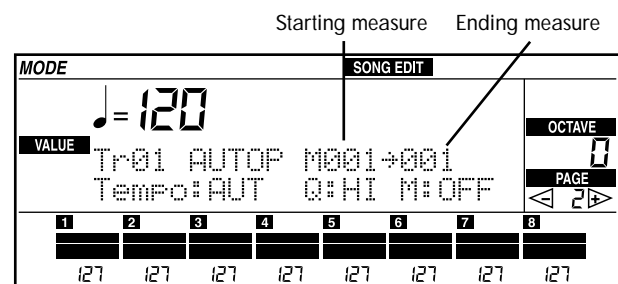 Starting measure Ending measure
MODE SONG EDIT
♩=120
OCTAVE
0
VALUE Tr01 AUTOP M001→001
Tempo:AUT Q:HI M:OFF
PAGE
- 2 +
1 2 3 4 5 6 7 8
127 127 127 127 127 127 127 127